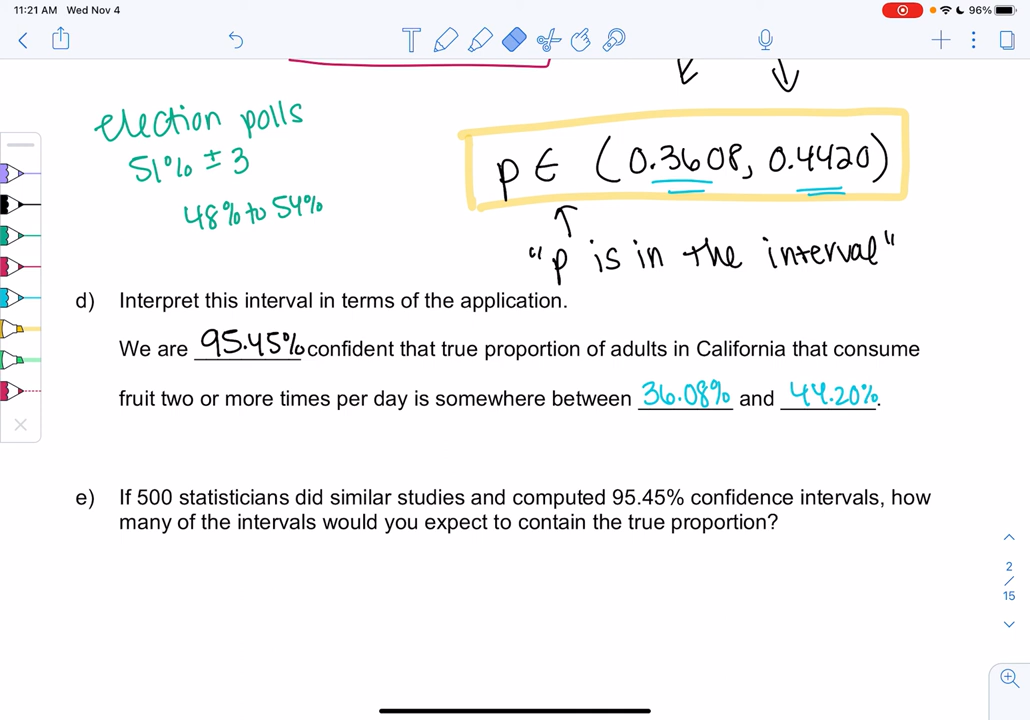 11:21 AM Wed Nov 4
96%
T
election polls
51% ± 3
48% to 54%
p ∈ (0.3608, 0.4420)
"p is in the interval"
d) Interpret this interval in terms of the application.
We are 95.45% confident that true proportion of adults in California that consume
fruit two or more times per day is somewhere between 36.08% and 44.20%.
e) If 500 statisticians did similar studies and computed 95.45% confidence intervals, how
many of the intervals would you expect to contain the true proportion?
2
/
15